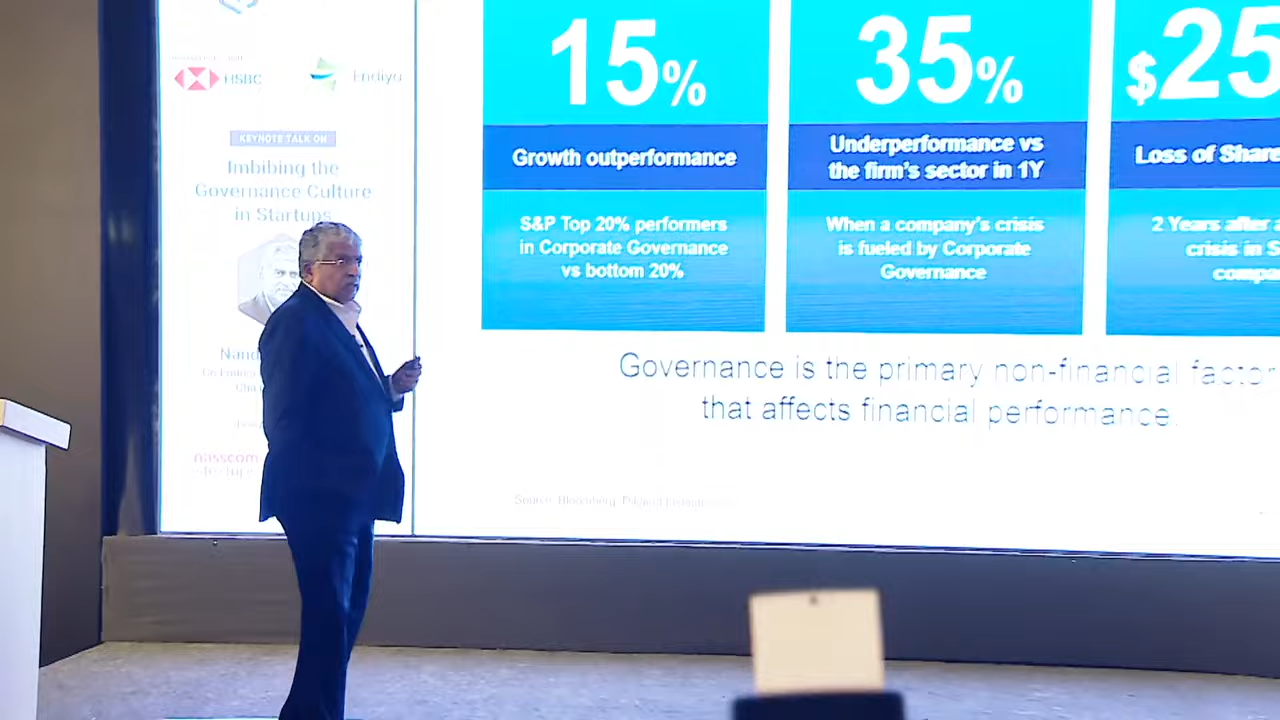 HSBC
Endiya
KEYNOTE TALK ON
Imbibing the
Governance Culture
in Startups
Nand
nasscom
15%
Growth outperformance
S&P Top 20% performers
in Corporate Governance
vs bottom 20%
35%
Underperformance vs
the firm's sector in 1Y
When a company's crisis
is fueled by Corporate
Governance
$25
Loss of Share
2 Years after
crisis in S
compa
Governance is the primary non-financial factor
that affects financial performance.
Source: Bloomberg,